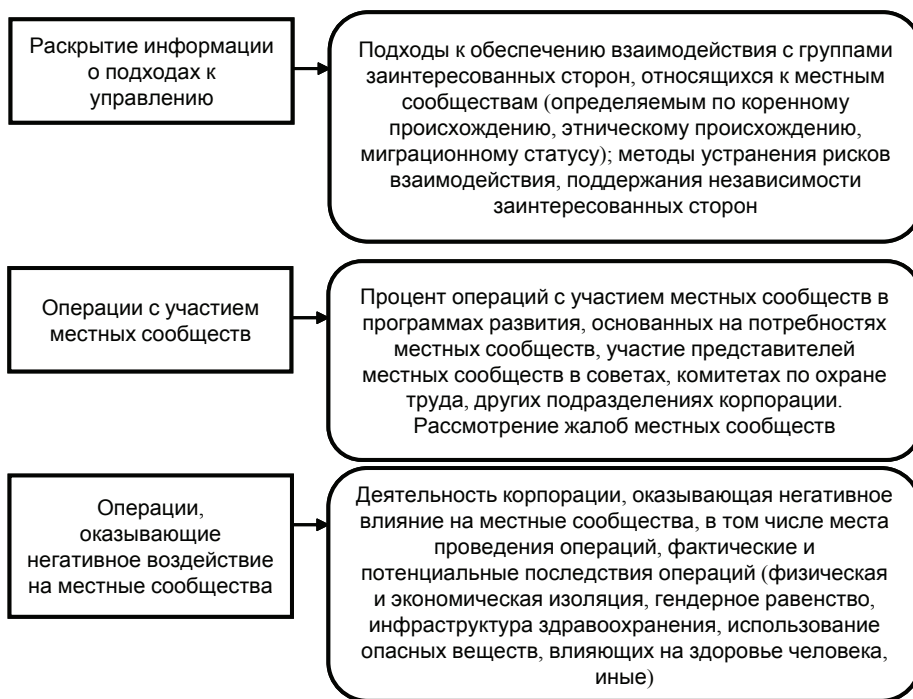 Раскрытие информации
о подходах к
управлению
Подходы к обеспечению взаимодействия с группами
заинтересованных сторон, относящихся к местным
сообществам (определяемым по коренному
происхождению, этническому происхождению,
миграционному статусу); методы устранения рисков
взаимодействия, поддержания независимости
заинтересованных сторон
Операции с участием
местных сообществ
Процент операций с участием местных сообществ в
программах развития, основанных на потребностях
местных сообществ, участие представителей
местных сообществ в советах, комитетах по охране
труда, других подразделениях корпорации.
Рассмотрение жалоб местных сообществ
Операции,
оказывающие
негативное воздействие
на местные сообщества
Деятельность корпорации, оказывающая негативное
влияние на местные сообщества, в том числе места
проведения операций, фактические и
потенциальные последствия операций (физическая
и экономическая изоляция, гендерное равенство,
инфраструктура здравоохранения, использование
опасных веществ, влияющих на здоровье человека,
иные)